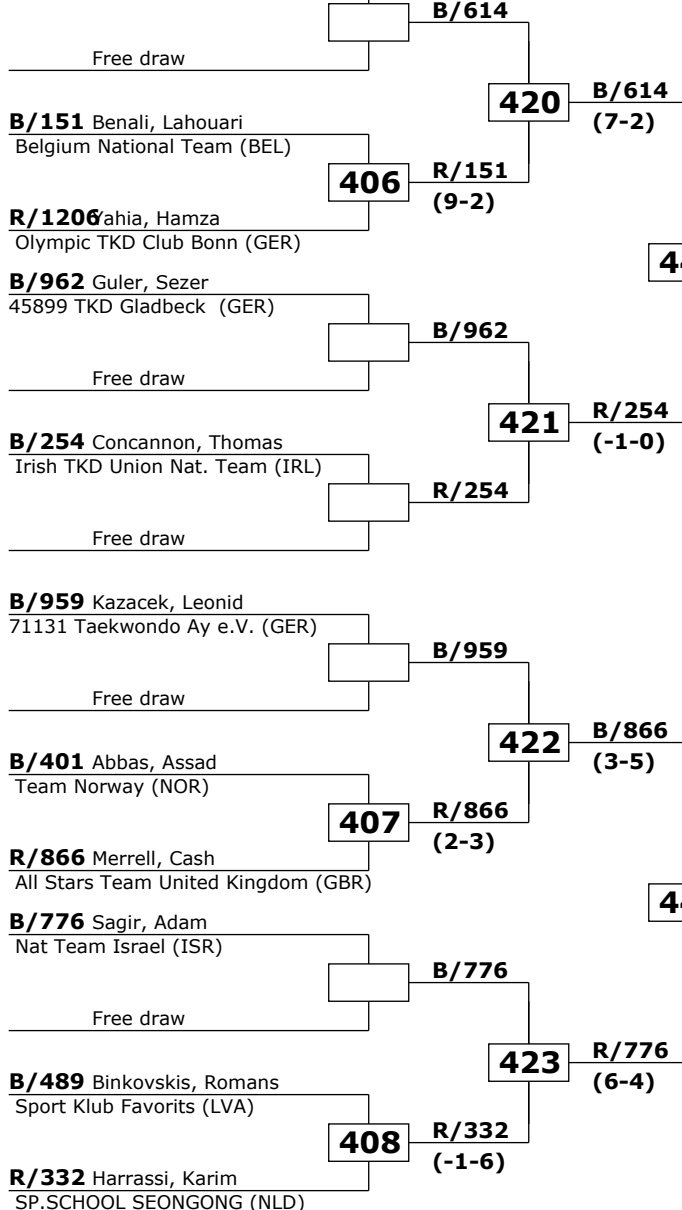 B/614
Free draw
420
B/614
(7-2)
B/151 Benali, Lahouari
Belgium National Team (BEL)
406
R/151
(9-2)
R/1206 Yahia, Hamza
Olympic TKD Club Bonn (GER)
B/962 Guler, Sezer
45899 TKD Gladbeck (GER)
B/962
Free draw
421
R/254
(-1-0)
B/254 Concannon, Thomas
Irish TKD Union Nat. Team (IRL)
R/254
Free draw
B/959 Kazacek, Leonid
71131 Taekwondo Ay e.V. (GER)
B/959
Free draw
422
B/866
(3-5)
B/401 Abbas, Assad
Team Norway (NOR)
407
R/866
(2-3)
R/866 Merrell, Cash
All Stars Team United Kingdom (GBR)
B/776 Sagir, Adam
Nat Team Israel (ISR)
B/776
Free draw
423
R/776
(6-4)
B/489 Binkovskis, Romans
Sport Klub Favorits (LVA)
408
R/332
(-1-6)
R/332 Harrassi, Karim
SP.SCHOOL SEONGONG (NLD)